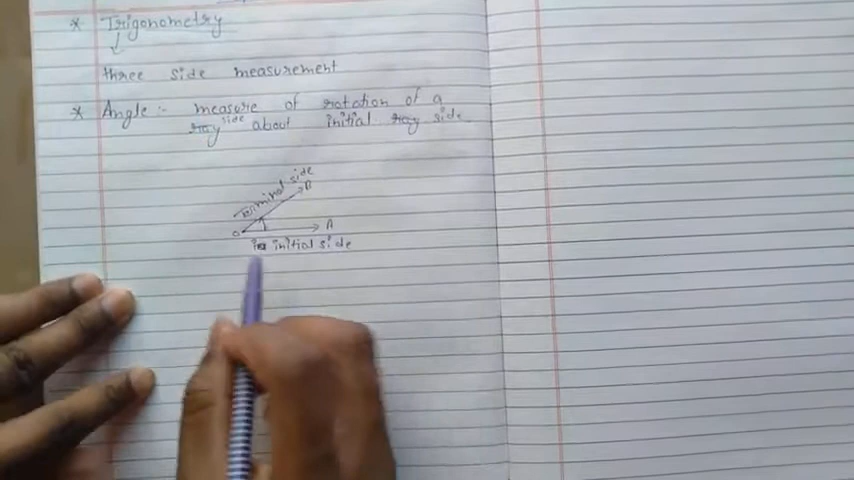 * Trigonometry
three side measurement
* Angle :- measure of rotation of a
ray side about initial ray side
Terminal side
B
O
A
initial side